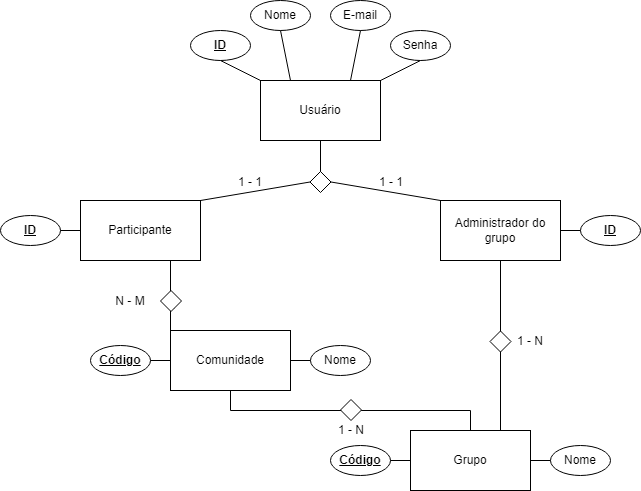 Nome
E-mail
ID
Senha
Usuário
1 - 1
1 - 1
ID
Participante
Administrador do
grupo
ID
N - M
1 - N
Código
Comunidade
Nome
1 - N
Código
Grupo
Nome